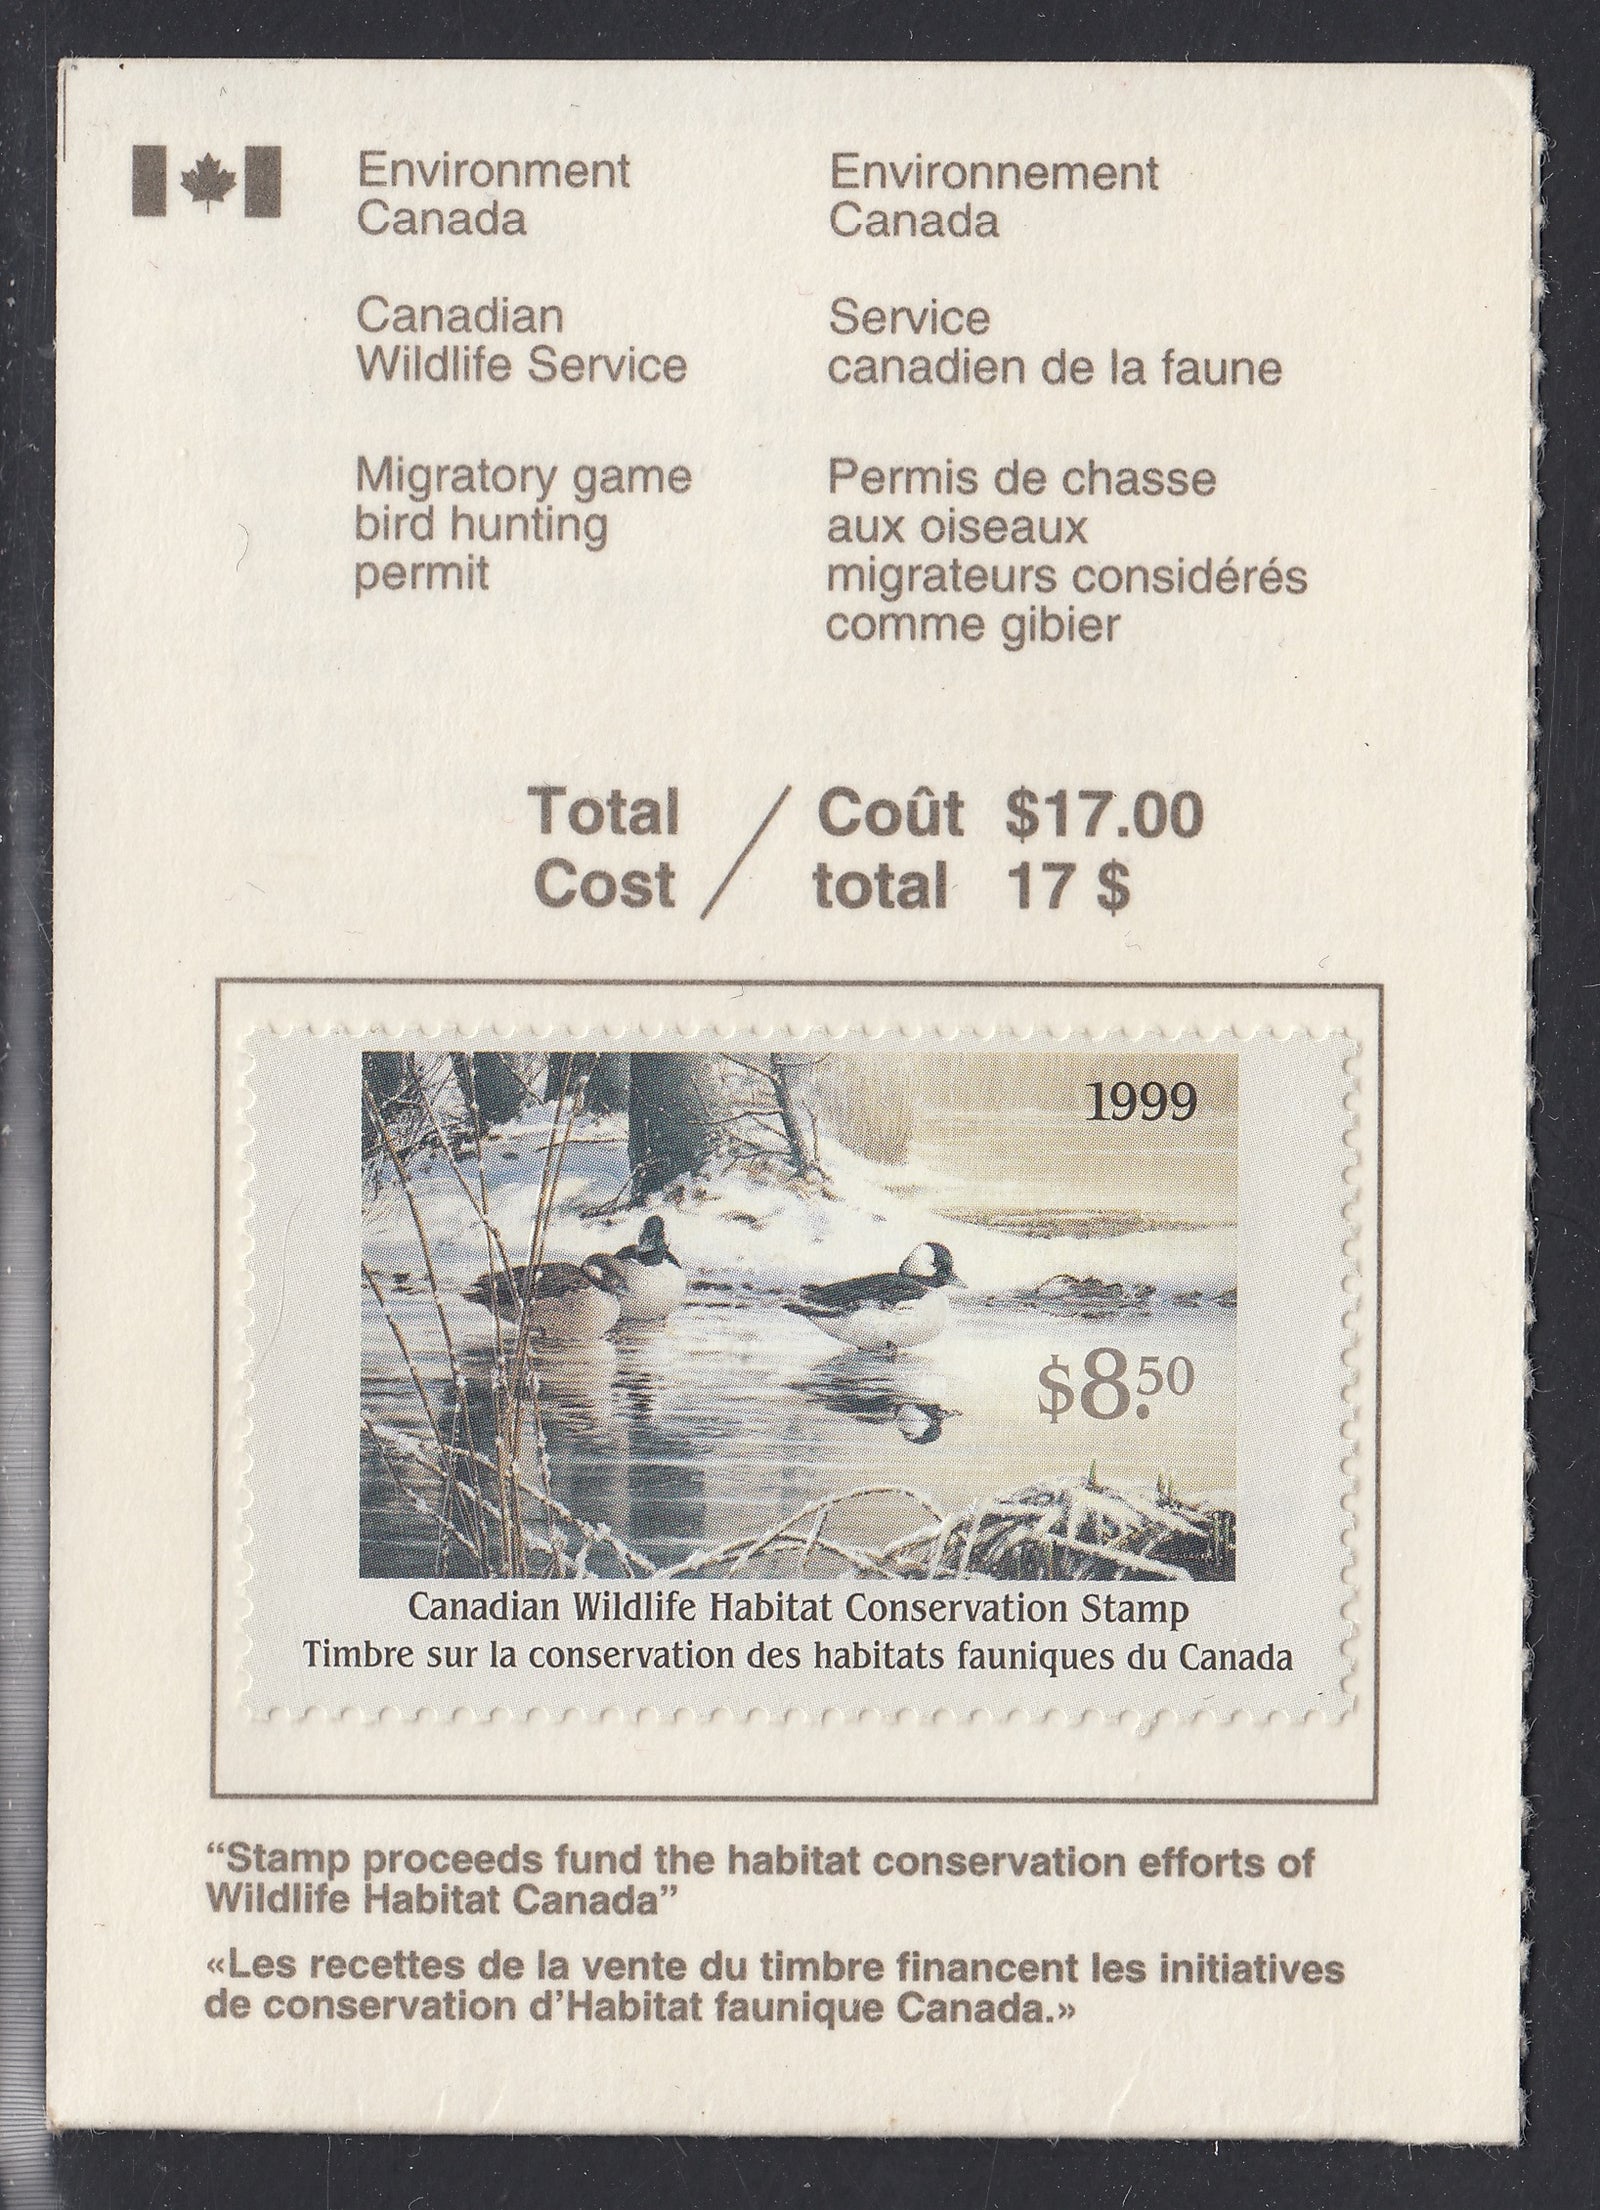 Environment
Canada
Environnement
Canada
Canadian
Wildlife Service
Service
canadien de la faune
Migratory game
bird hunting
permit
Permis de chasse
aux oiseaux
migrateurs considérés
comme gibier
Total / Coût $17.00
Cost / total 17 $
1999
$8.50
Canadian Wildlife Habitat Conservation Stamp
Timbre sur la conservation des habitats fauniques du Canada
“Stamp proceeds fund the habitat conservation efforts of
Wildlife Habitat Canada”
«Les recettes de la vente du timbre financent les initiatives
de conservation d’Habitat faunique Canada.»